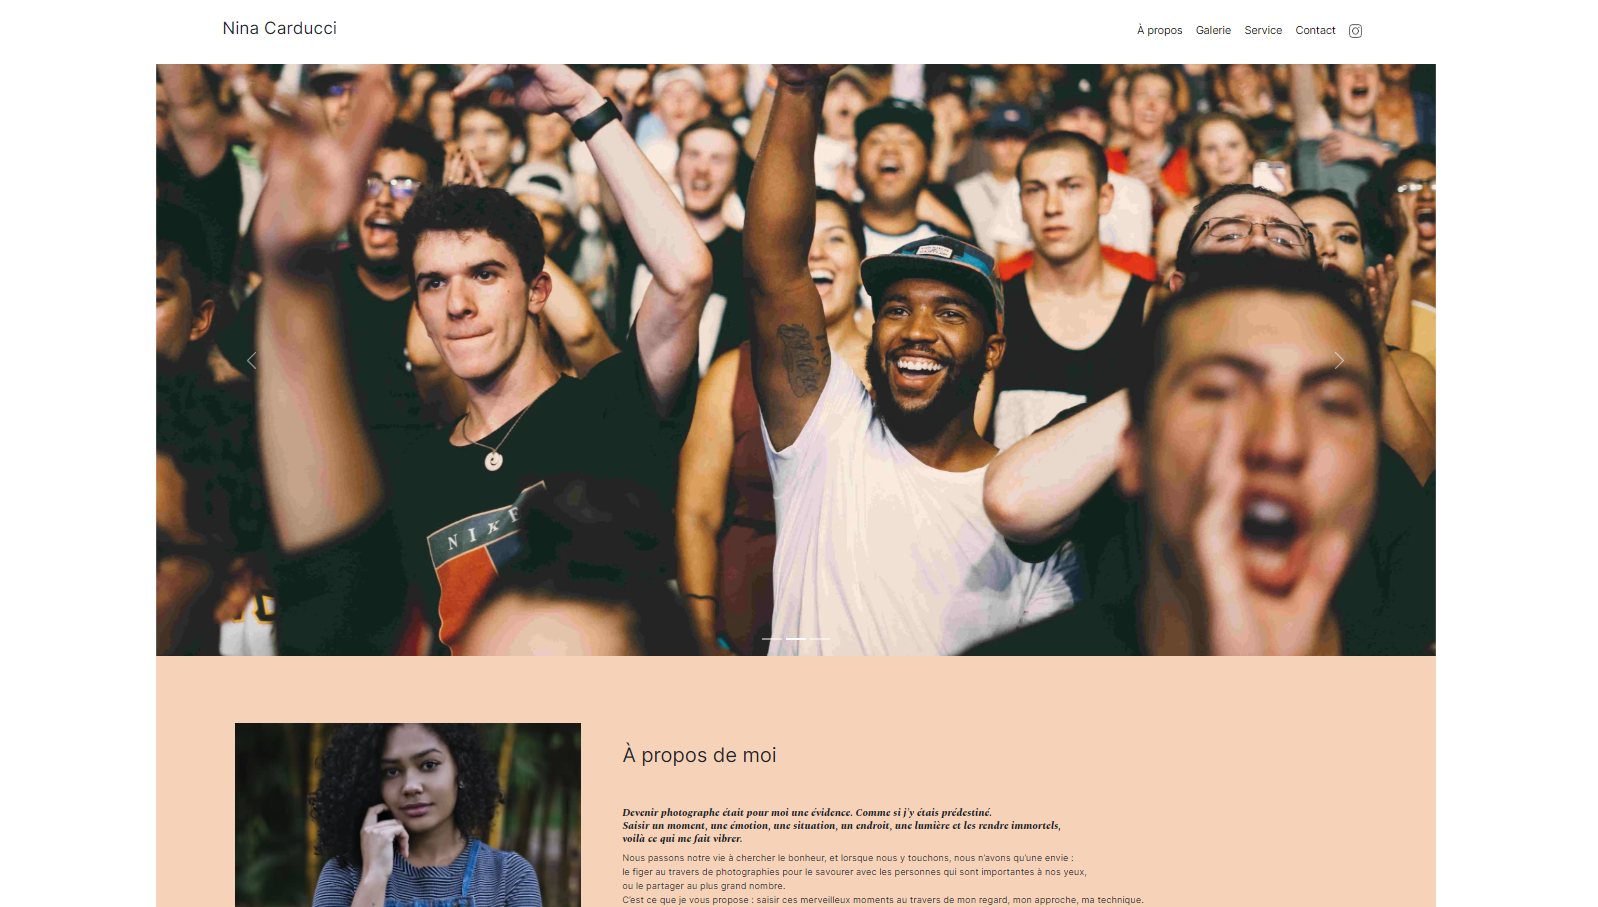 Nina Carducci
À propos
Galerie
Service
Contact
NIKE
À propos de moi
Devenir photographe était pour moi une évidence. Comme si j'y étais prédestiné.
Saisir un moment, une émotion, une situation, un endroit, une lumière et les rendre immortels,
voilà ce qui me fait vibrer.
Nous passons notre vie à chercher le bonheur, et lorsque nous y touchons, nous n'avons qu'une envie :
le figer au travers de photographies pour le savourer avec les personnes qui sont importantes à nos yeux,
ou le partager au plus grand nombre.
C'est ce que je vous propose : saisir ces merveilleux moments au travers de mon regard, mon approche, ma technique.